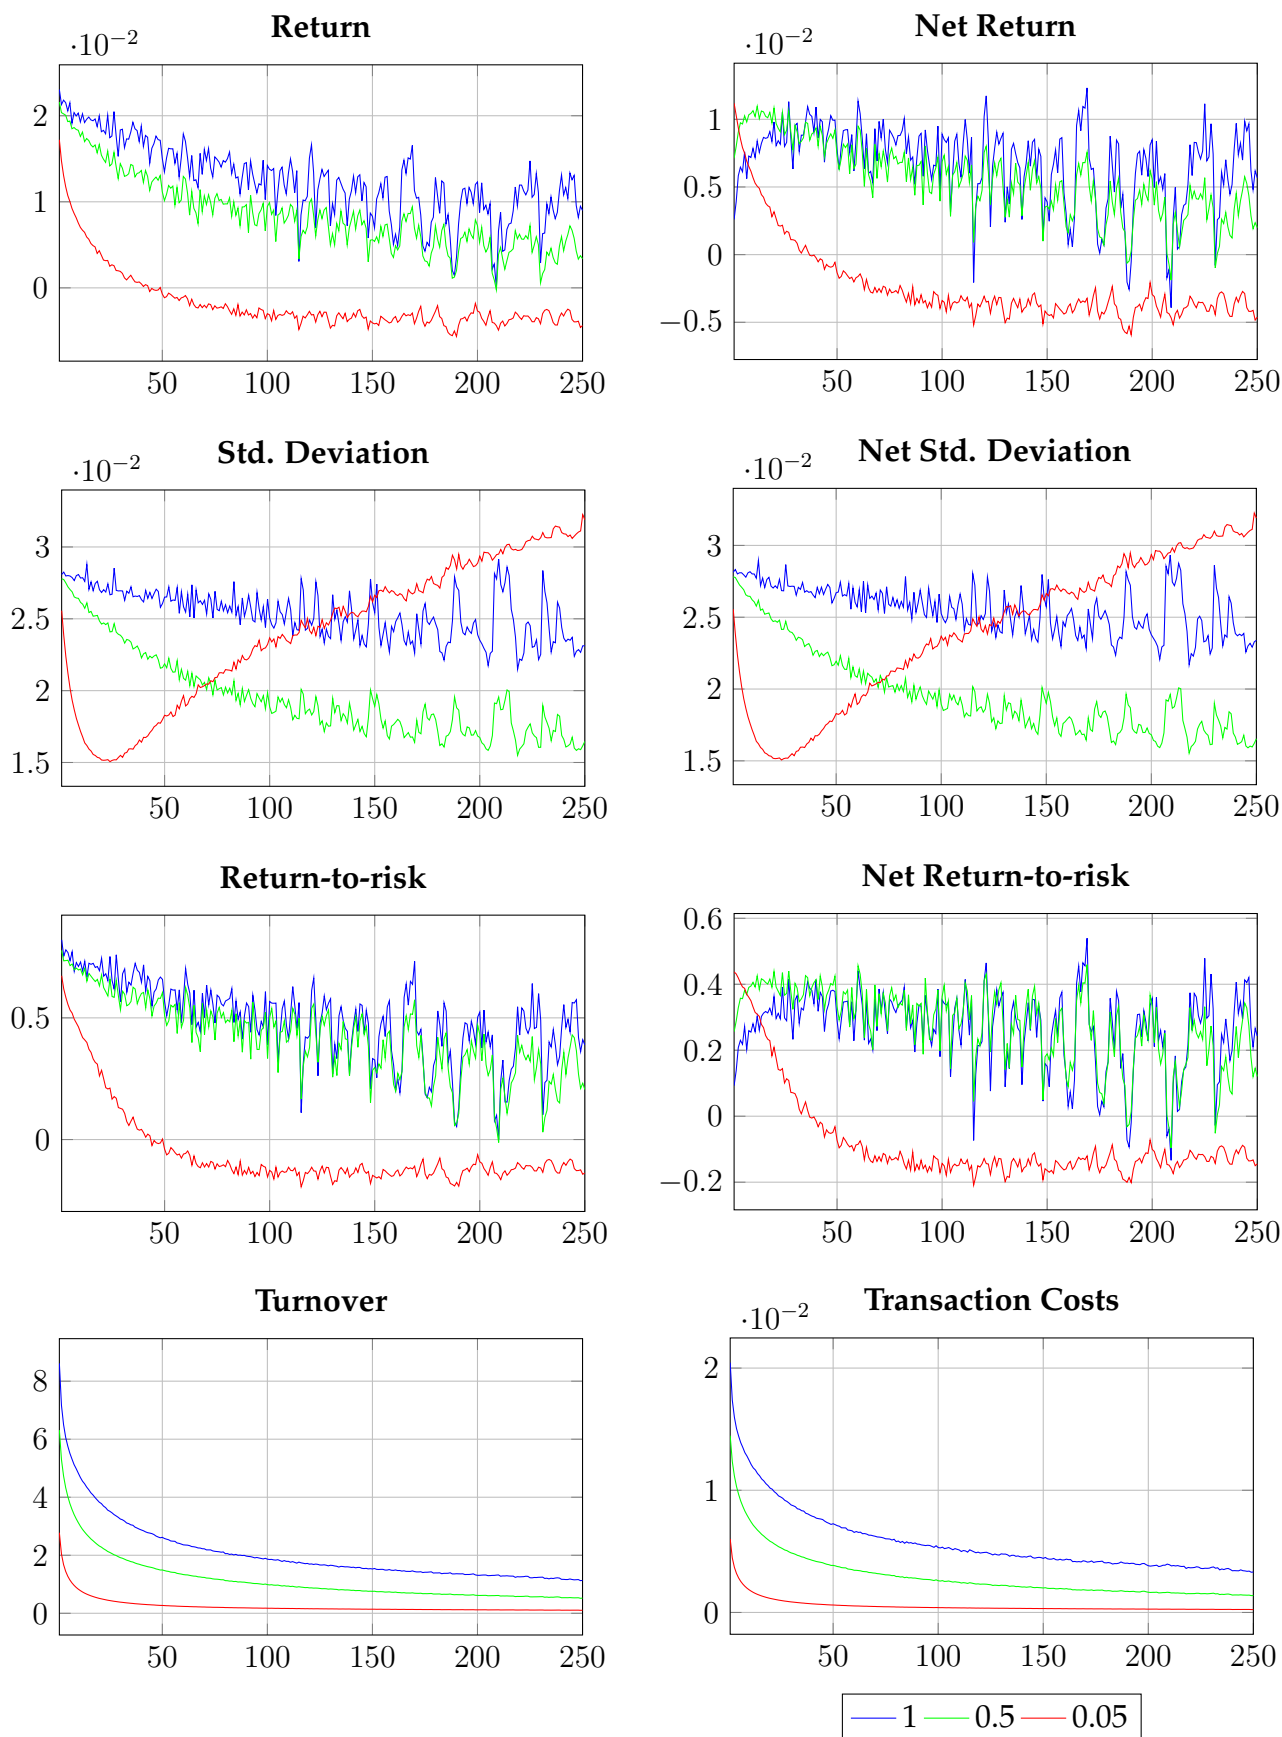 Return
Net Return
·10⁻²
·10⁻²
2
1
0
50 100 150 200 250
1
0.5
0
−0.5
50 100 150 200 250
Std. Deviation
Net Std. Deviation
·10⁻²
·10⁻²
3
2.5
2
1.5
50 100 150 200 250
3
2.5
2
1.5
50 100 150 200 250
Return-to-risk
Net Return-to-risk
0.5
0
50 100 150 200 250
0.6
0.4
0.2
0
−0.2
50 100 150 200 250
Turnover
Transaction Costs
·10⁻²
8
6
4
2
0
50 100 150 200 250
2
1
0
50 100 150 200 250
1 0.5 0.05